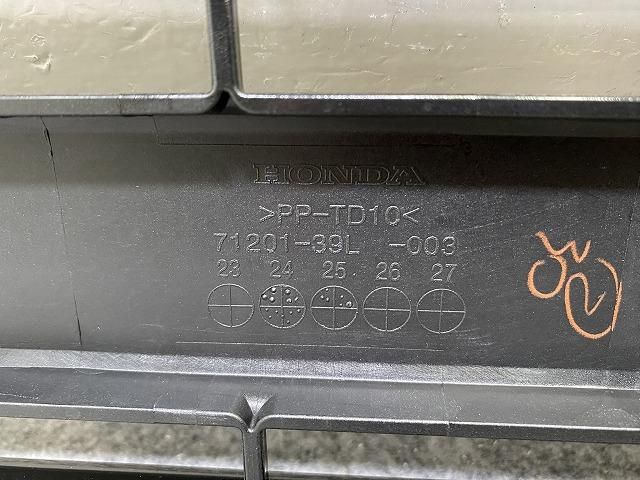 HONDA
>PP-TD10<
71201-39L -003
23 24 25 26 27